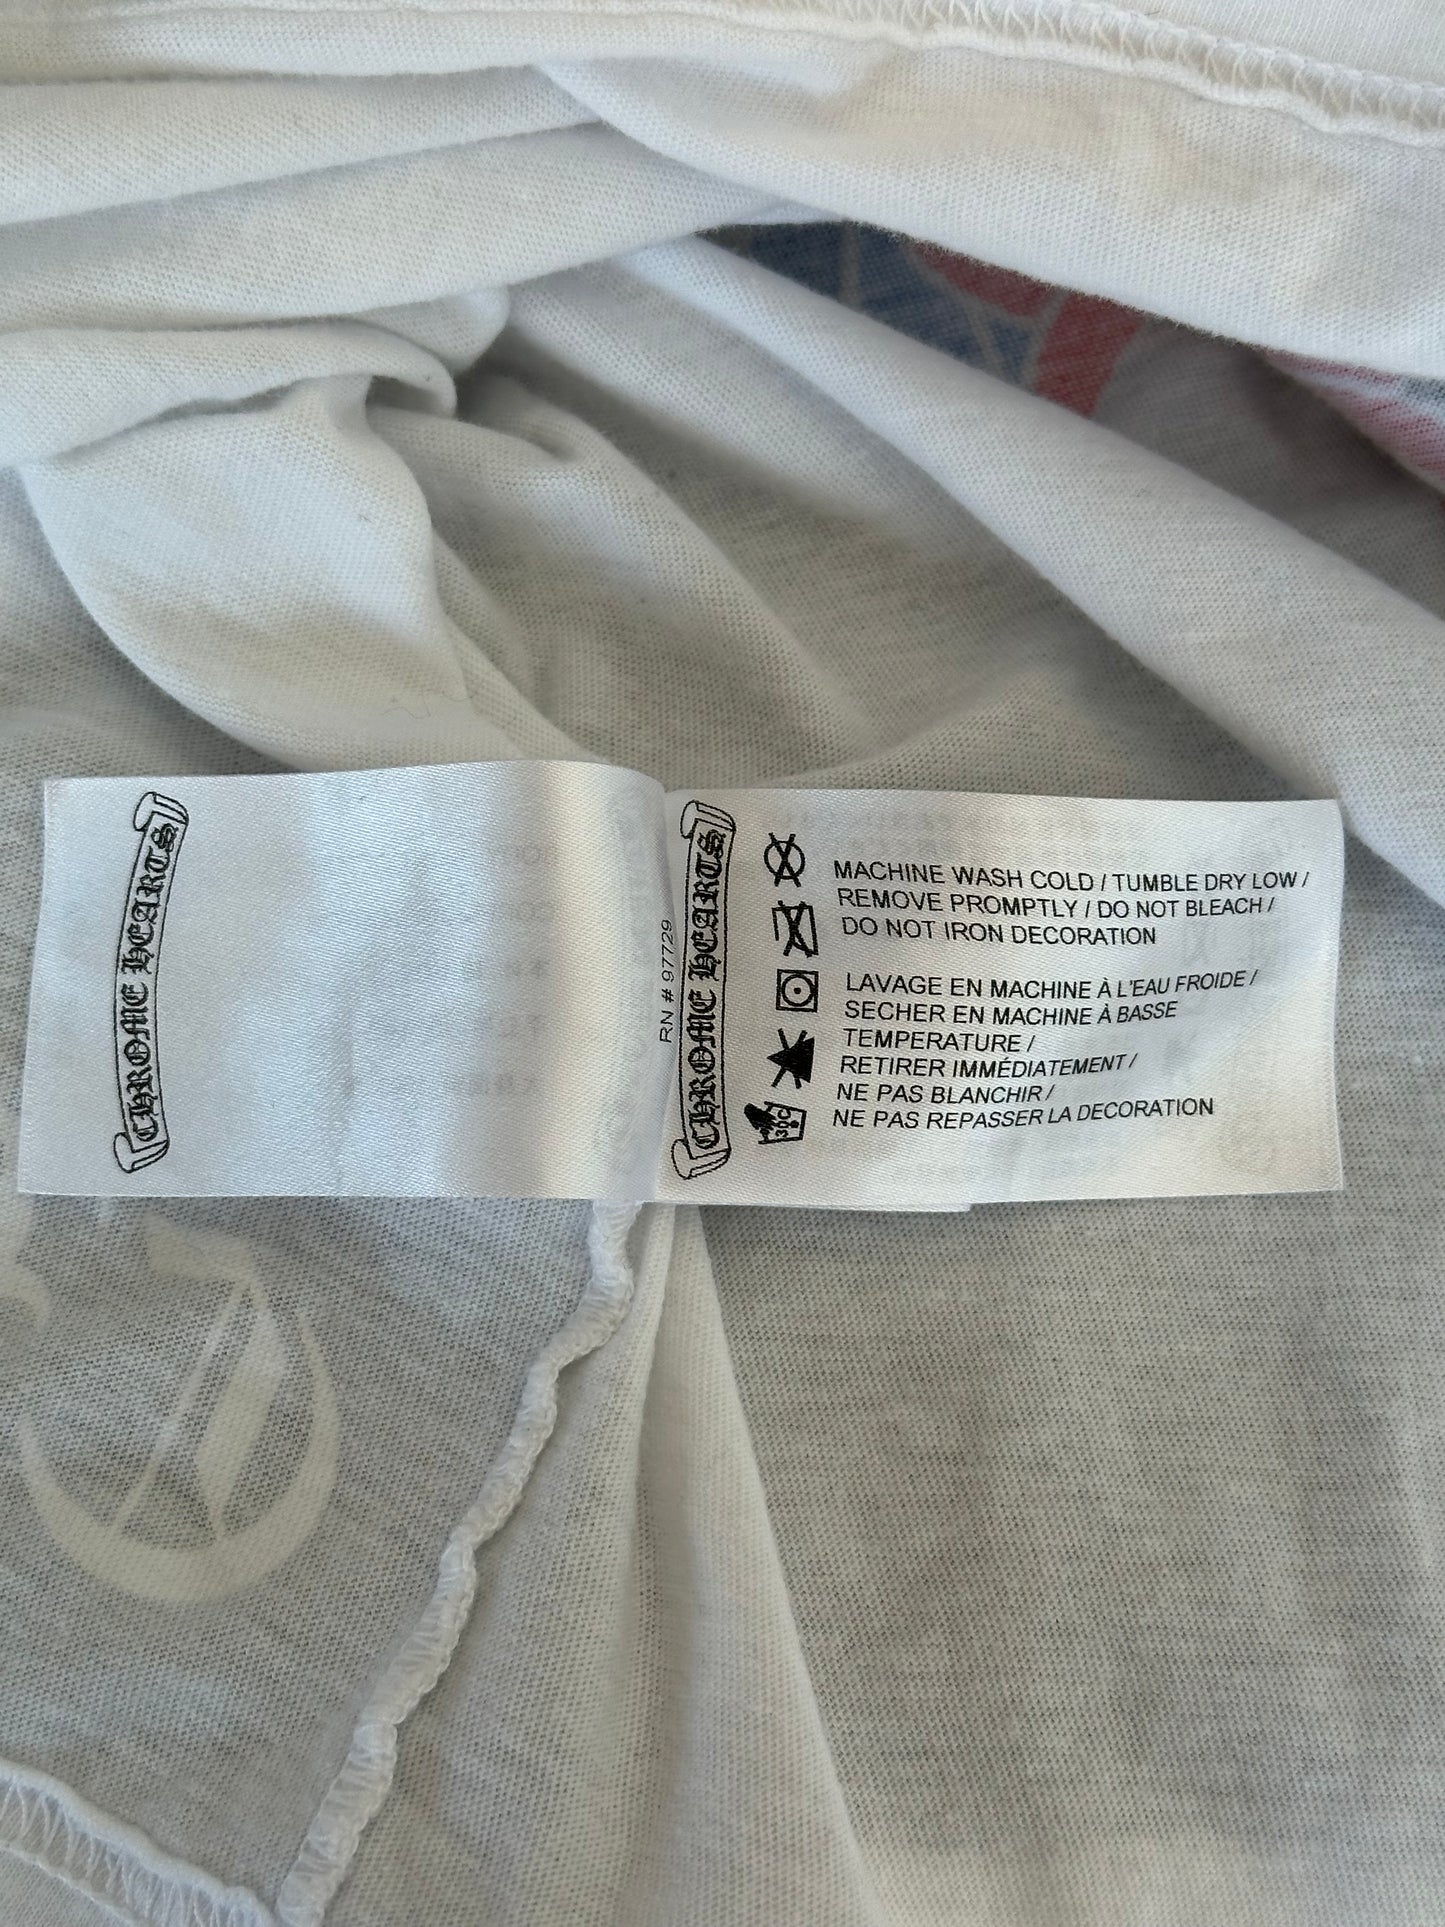 CHROME HEARTS
RN # 97729
CHROME HEARTS
MACHINE WASH COLD / TUMBLE DRY LOW /
REMOVE PROMPTLY / DO NOT BLEACH /
DO NOT IRON DECORATION
LAVAGE EN MACHINE À L'EAU FROIDE /
SECHER EN MACHINE À BASSE
TEMPERATURE /
RETIRER IMMÉDIATEMENT /
NE PAS BLANCHIR /
NE PAS REPASSER LA DECORATION
30C